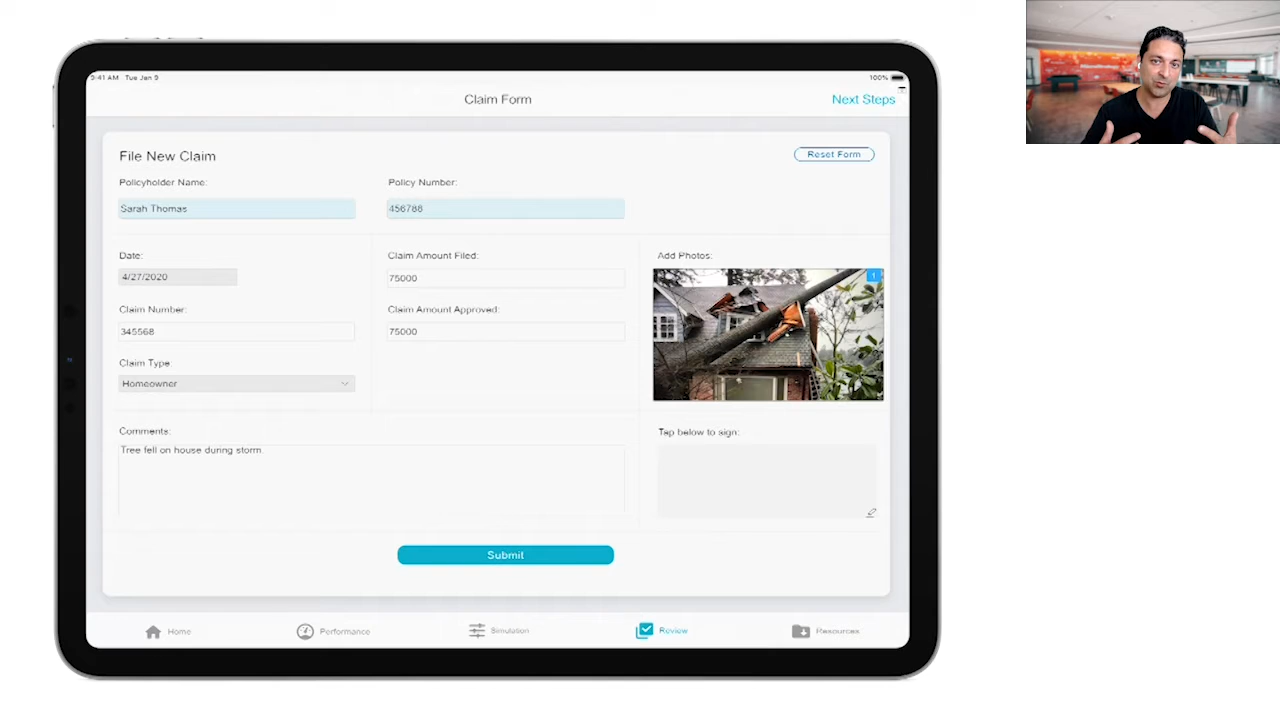 9:41 AM Tue Jan 9
100%
Claim Form
Next Steps
File New Claim
Reset Form
Policyholder Name:
Policy Number:
Sarah Thomas
456788
Date:
Claim Amount Filed:
Add Photos:
4/27/2020
75000
1
Claim Number:
Claim Amount Approved:
345568
75000
Claim Type:
Homeowner
Comments:
Tap below to sign:
Tree fell on house during storm.
Submit
Home
Performance
Simulation
Review
Resources